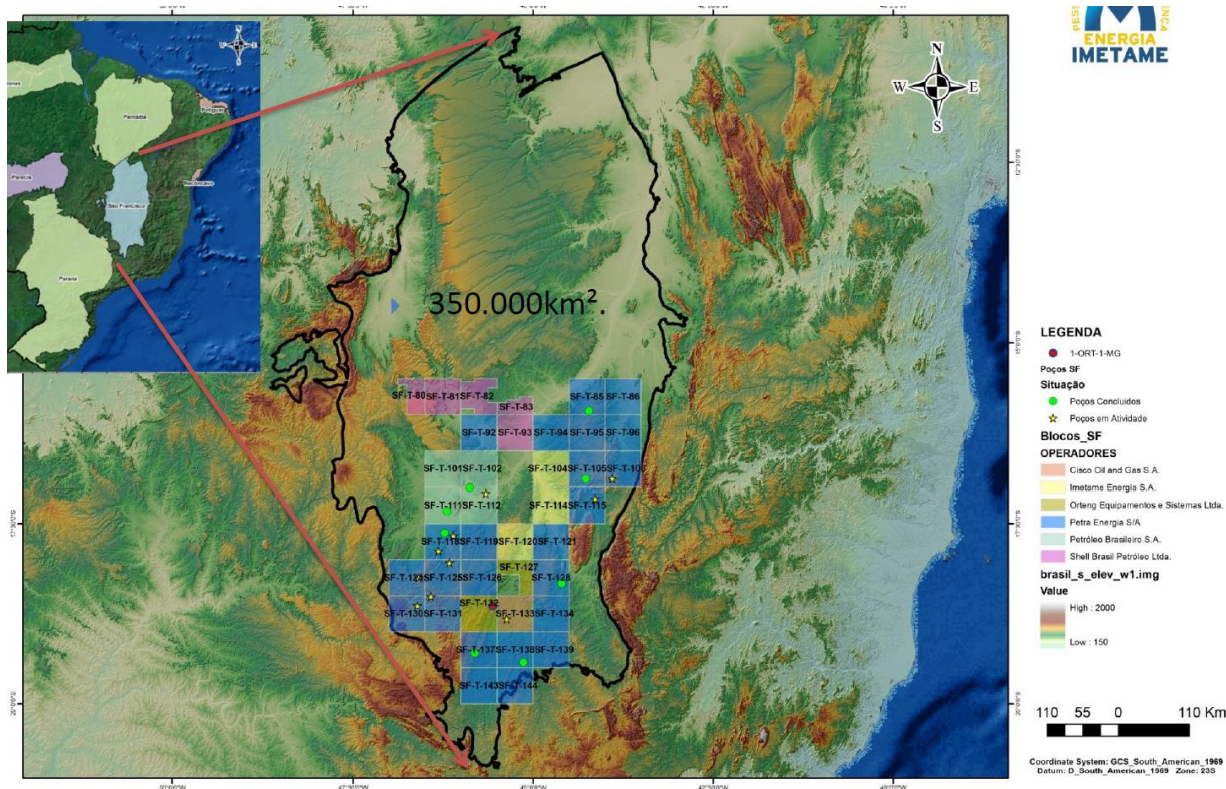 ENERGIA
IMETAME
N
W E
S
Parnaíba
Potiguar
Recôncavo
São Francisco
Parecis
Paraná
350.000km².
SF-T-80 SF-T-81 SF-T-82 SF-T-83 SF-T-85 SF-T-86
SF-T-92 SF-T-93 SF-T-94 SF-T-95 SF-T-96
SF-T-101 SF-T-102 SF-T-104 SF-T-105 SF-T-106
SF-T-111 SF-T-112 SF-T-114 SF-T-115
SF-T-118 SF-T-119 SF-T-120 SF-T-121
SF-T-127
SF-T-125 SF-T-126 SF-T-128
SF-T-130 SF-T-131 SF-T-132 SF-T-133 SF-T-134
SF-T-137 SF-T-138 SF-T-139
SF-T-143 SF-T-144
LEGENDA
1-ORT-1-MG
Poços SF
Situação
Poços Concluidos
Poços em Atividade
Blocos_SF
OPERADORES
Cisco Oil and Gas S.A.
Imetame Energia S.A.
Orteng Equipamentos e Sistemas Ltda.
Petra Energia S/A
Petróleo Brasileiro S.A.
Shell Brasil Petróleo Ltda.
brasil_s_elev_w1.img
Value
High : 2000
Low : 150
110 55 0 110 Km
Coordinate System: GCS_South_American_1969
Datum: D_South_American_1969 Zone: 23S